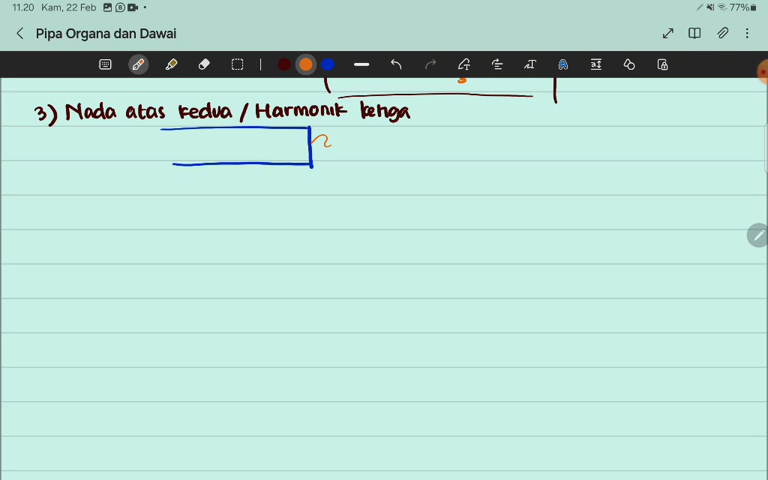 11.20 Kam, 22 Feb
77%
Pipa Organa dan Dawai
3) Nada atas kedua / Harmonik ketiga